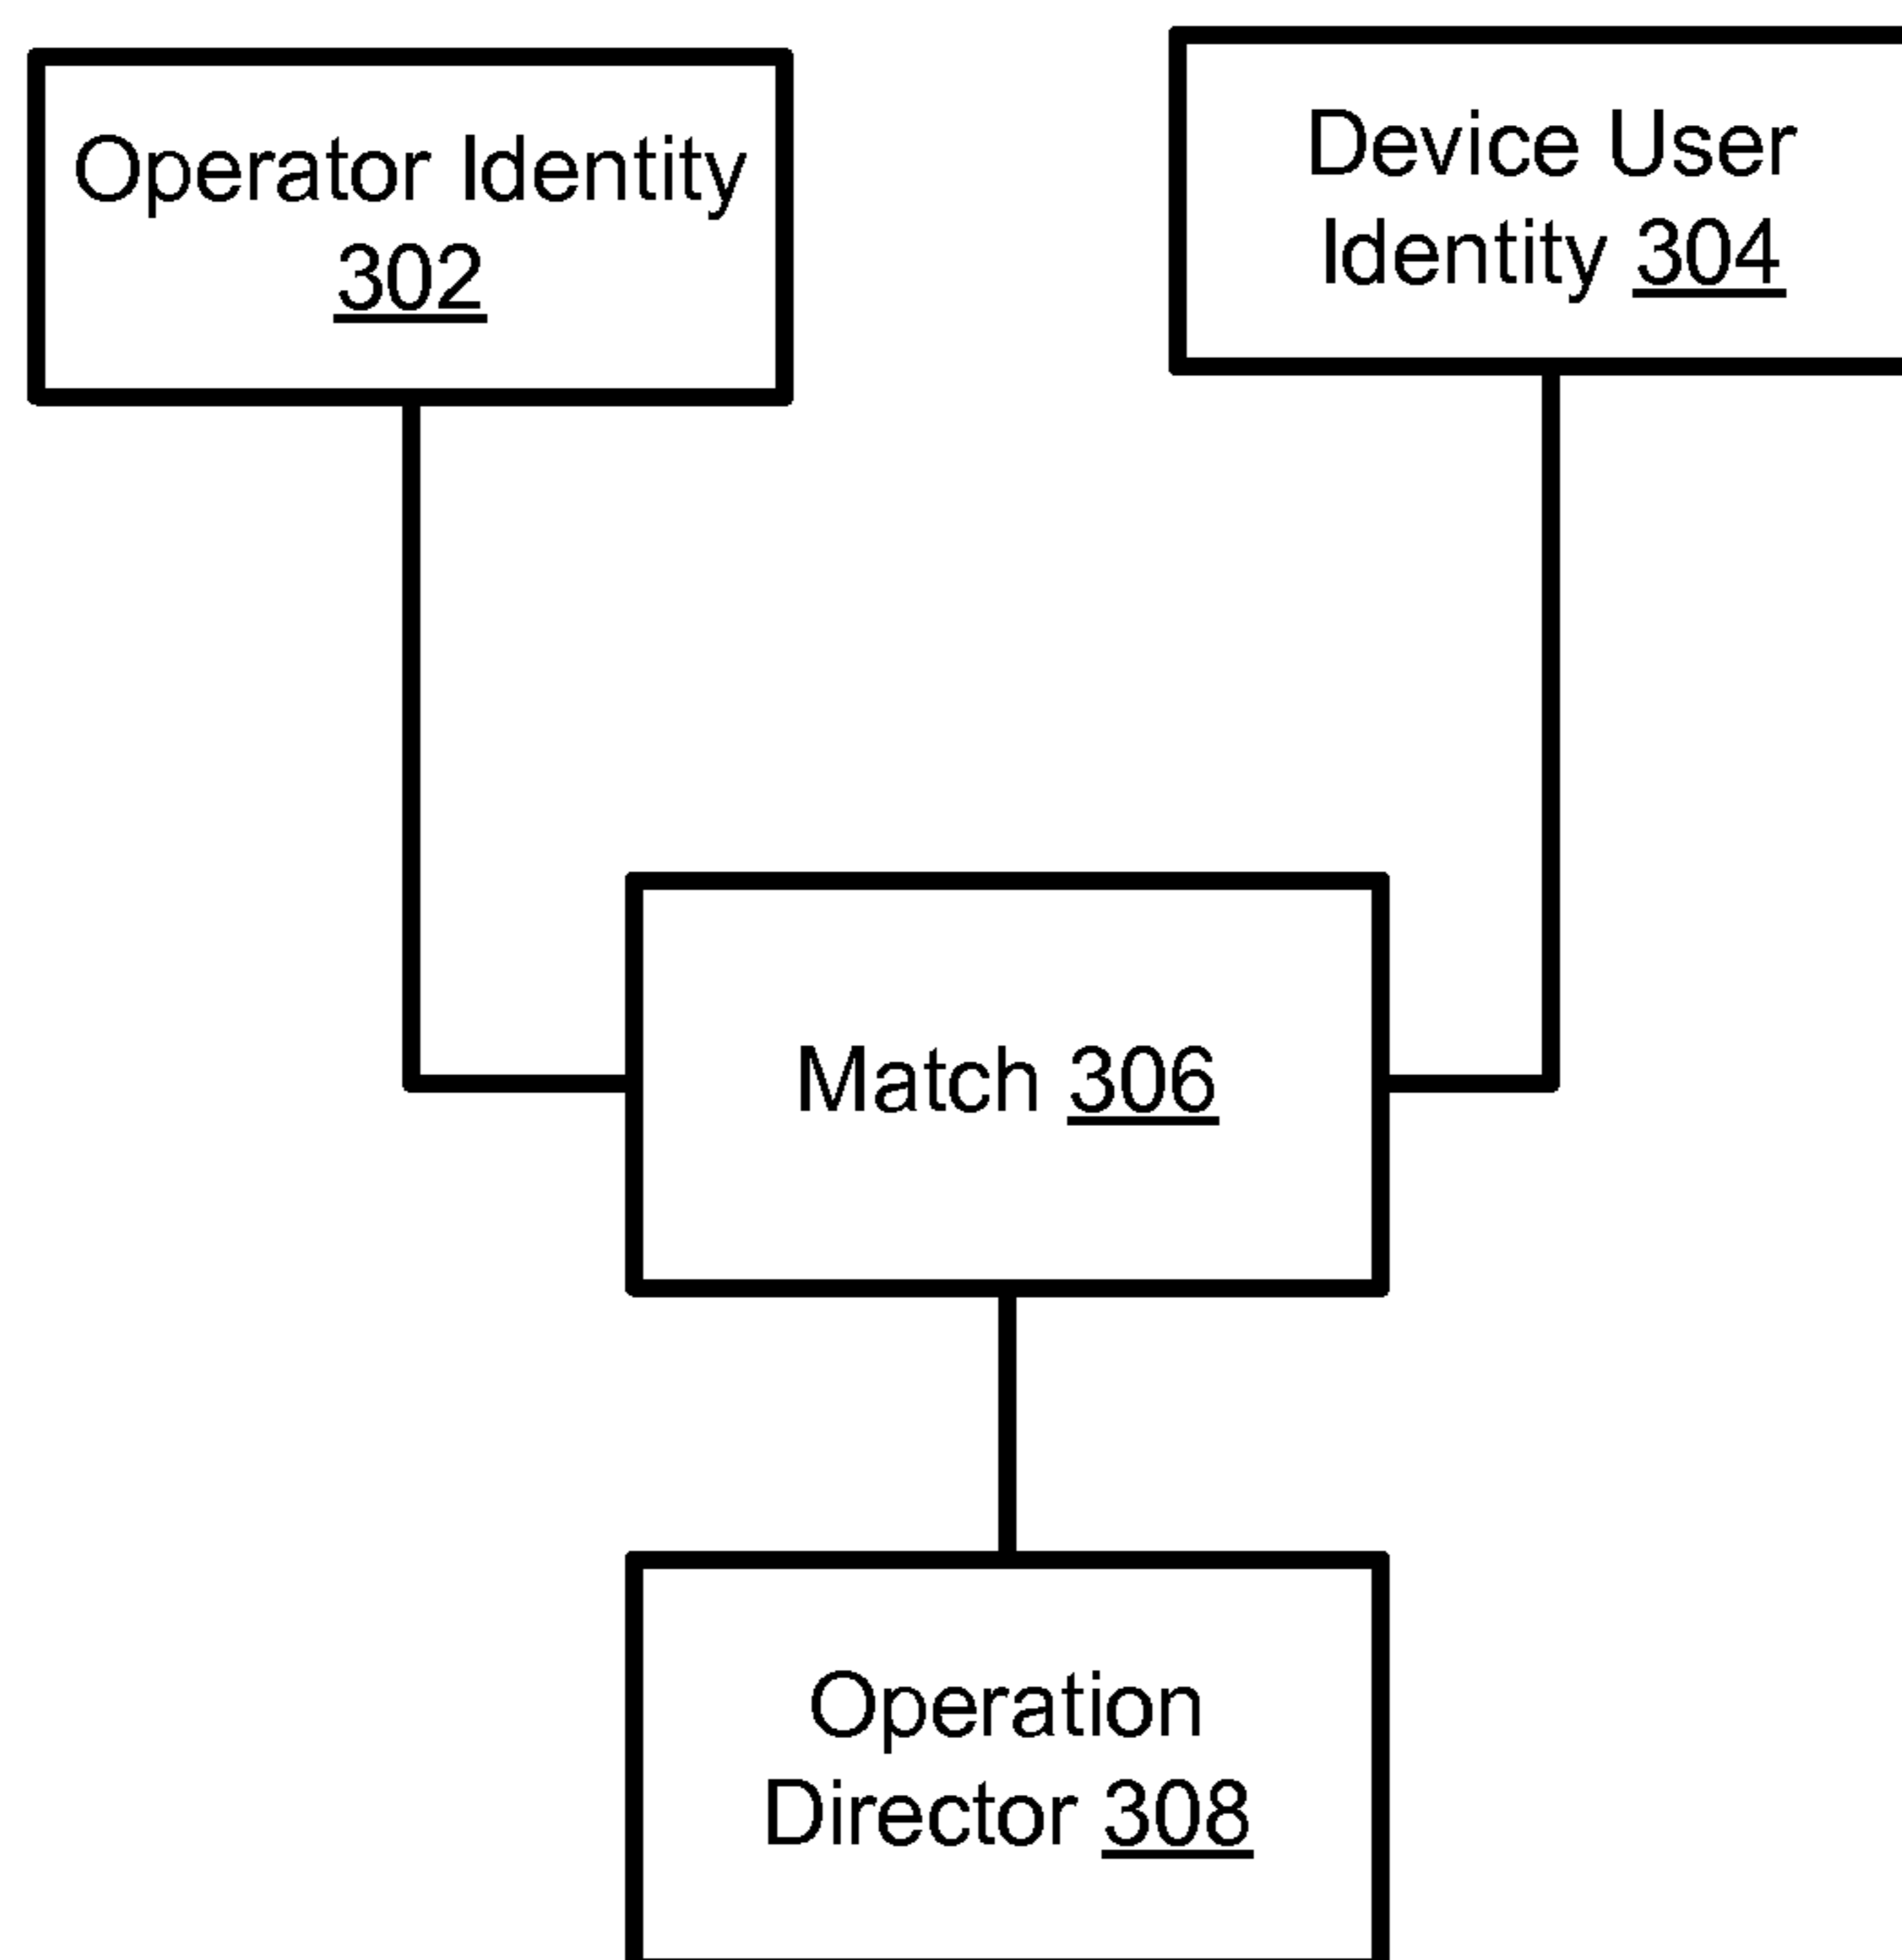 Operator Identity
302
Device User
Identity 304
Match 306
Operation
Director 308